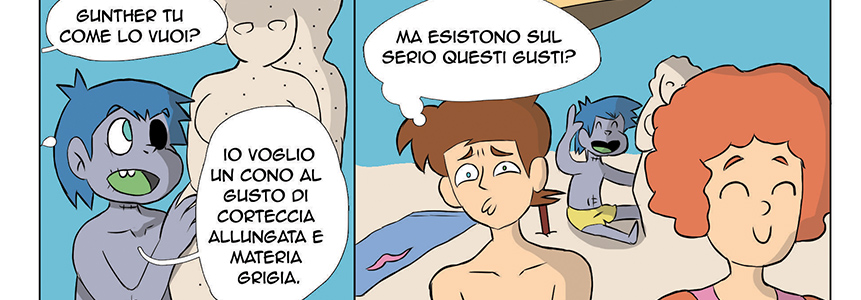 GUNTHER TU
COME LO VUOI?
IO VOGLIO
UN CONO AL
GUSTO DI
CORTECCIA
ALLUNGATA E
MATERIA
GRIGIA.
MA ESISTONO SUL
SERIO QUESTI GUSTI?